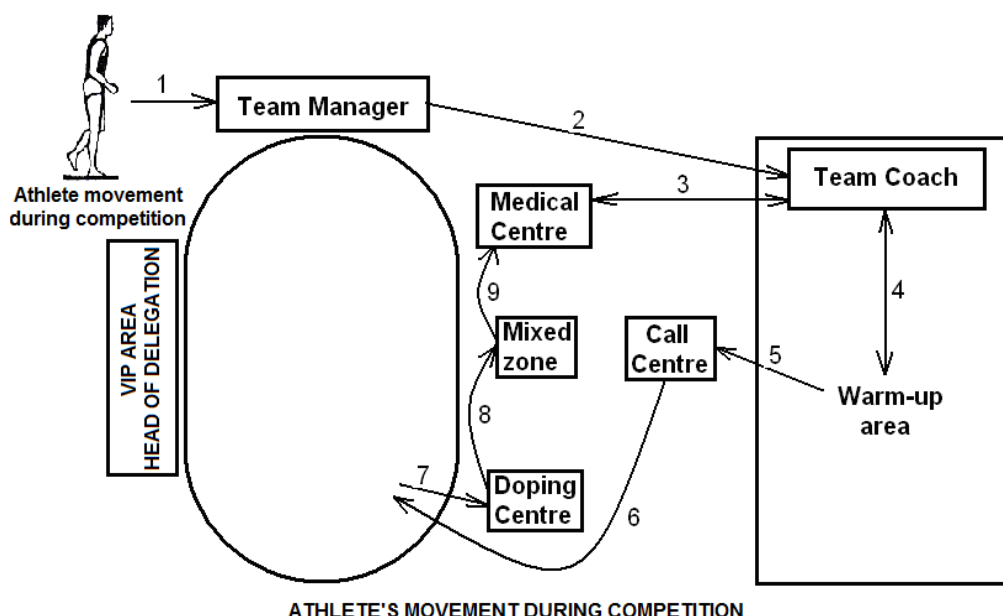 1
Team Manager
2
Athlete movement
during competition
Team Coach
3
Medical
Centre
4
9
VIP AREA
HEAD OF DELEGATION
Mixed
zone
Call
Centre
5
Warm-up
area
8
7
Doping
Centre
6
ATHLETE'S MOVEMENT DURING COMPETITION